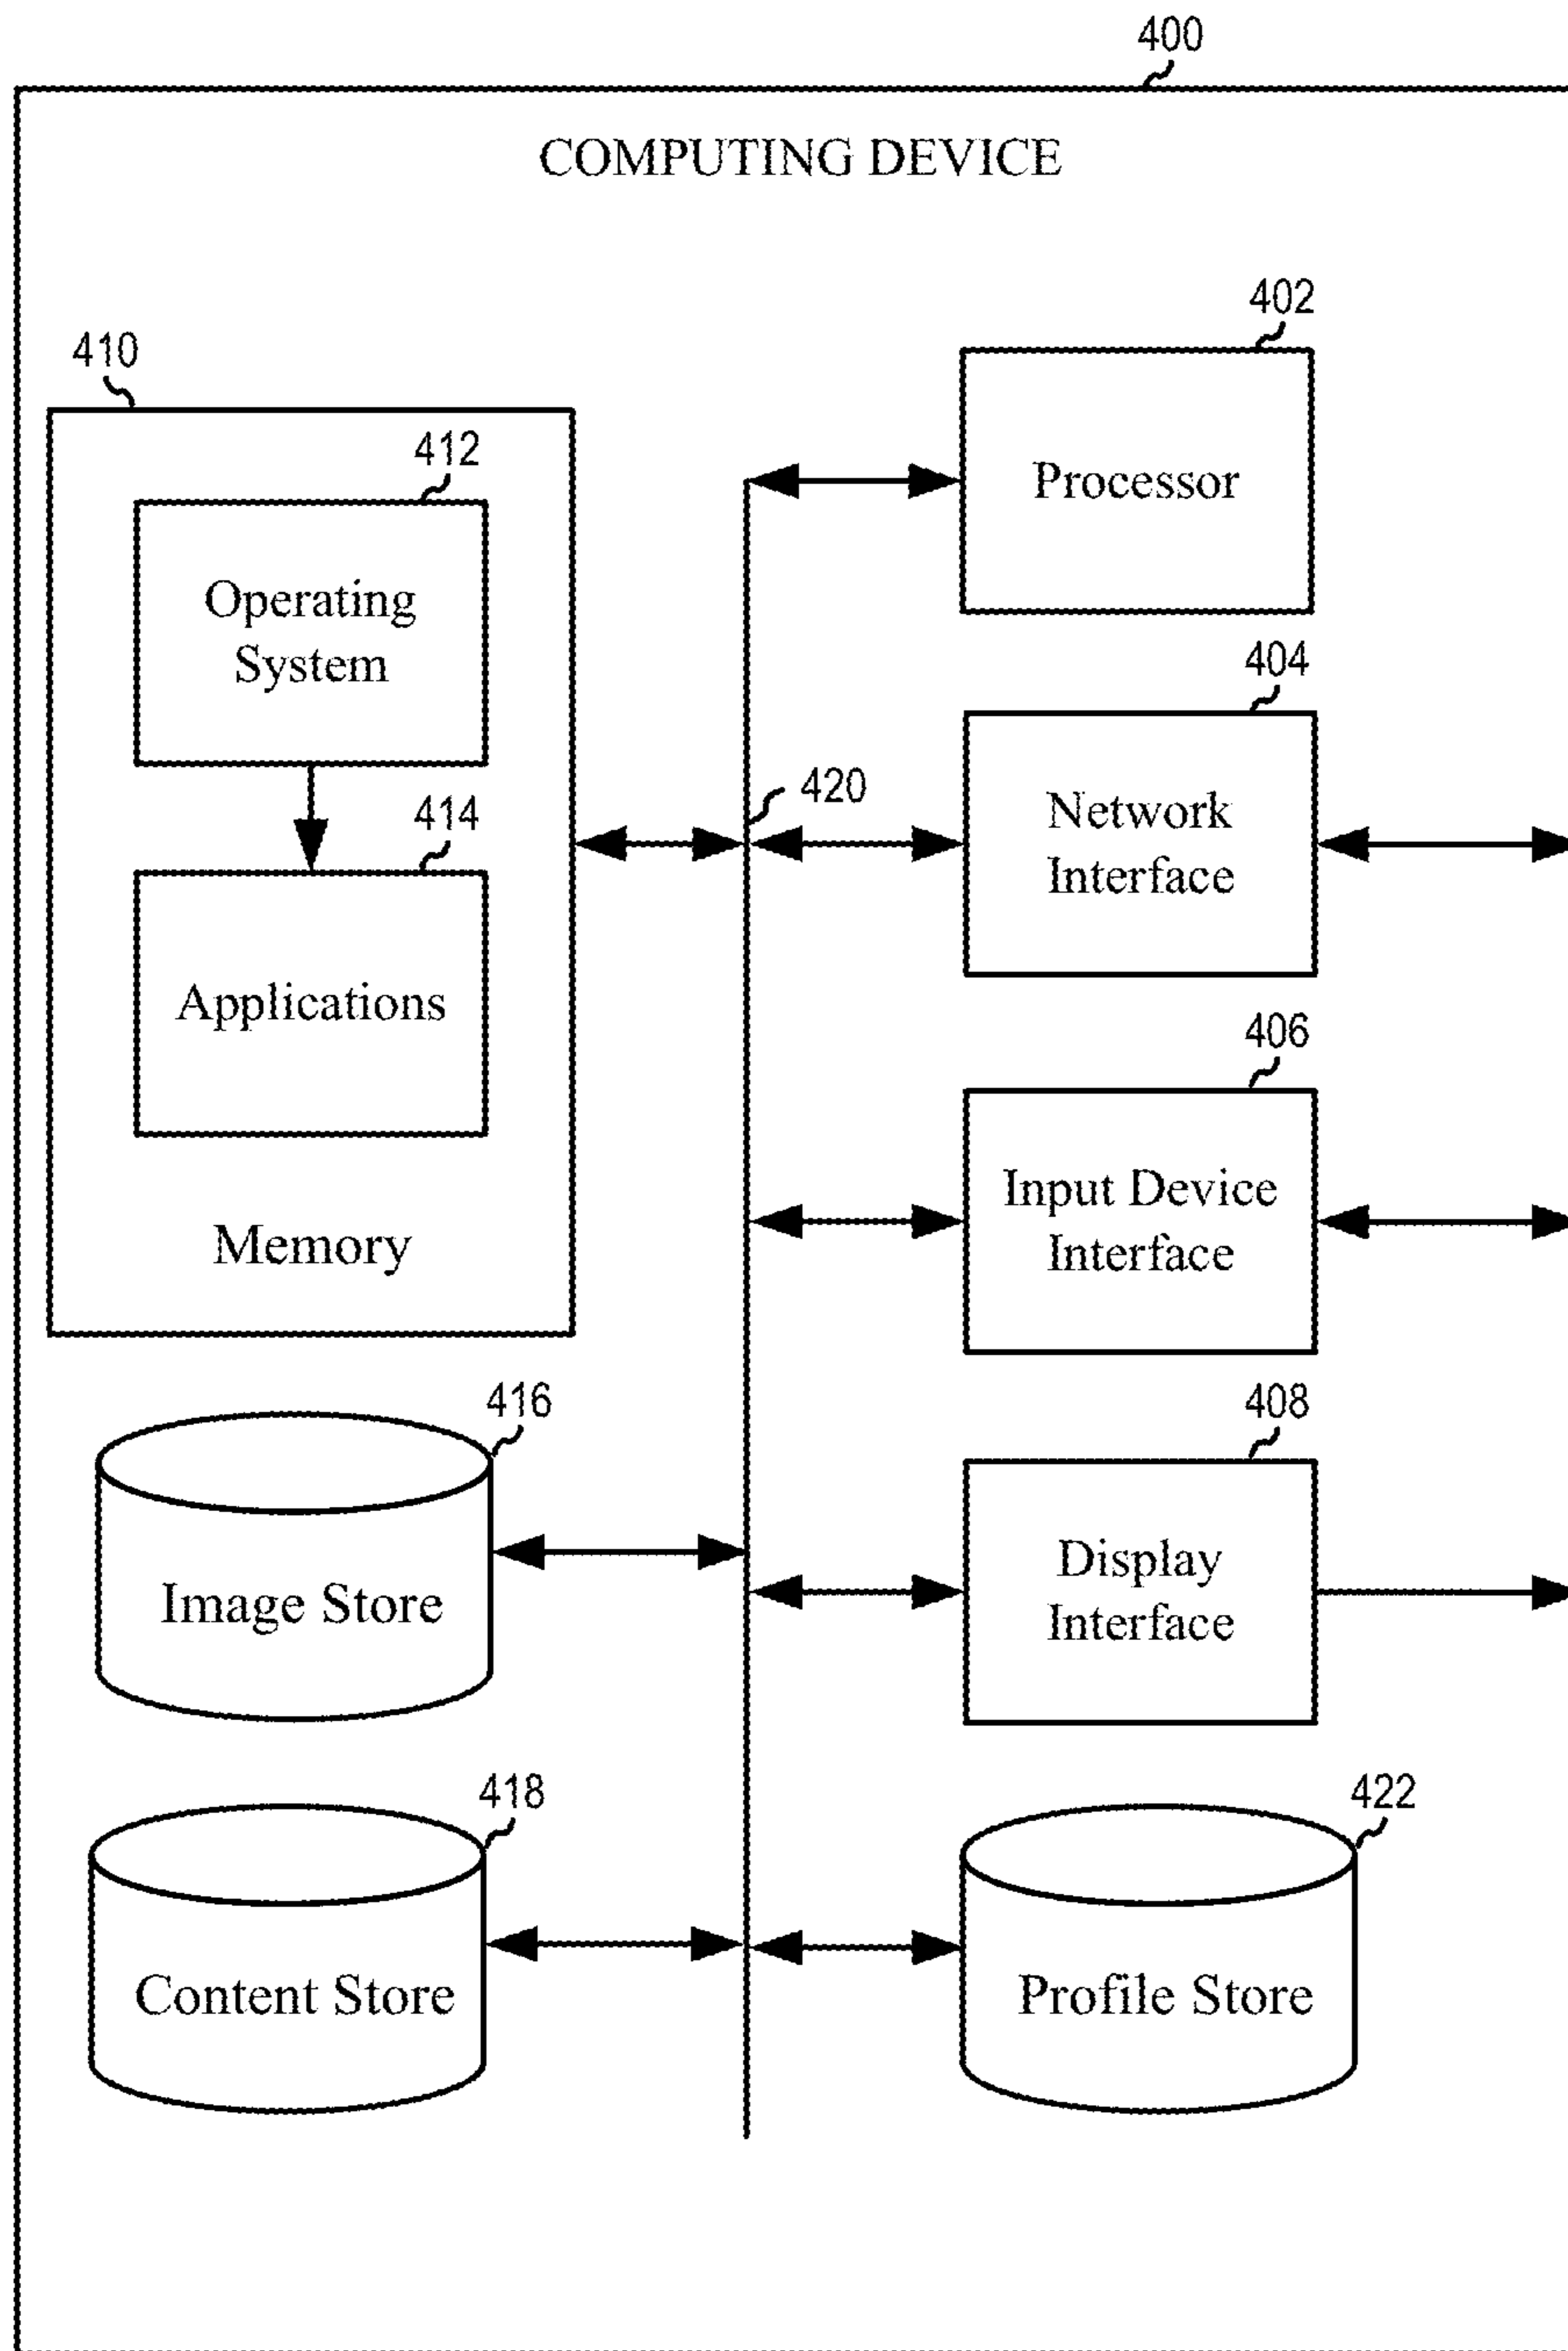 400
COMPUTING DEVICE
402
410
Processor
412
Operating
System
404
420
Network
Interface
414
Applications
406
Input Device
Interface
Memory
416
408
Image Store
Display
Interface
418
422
Content Store
Profile Store